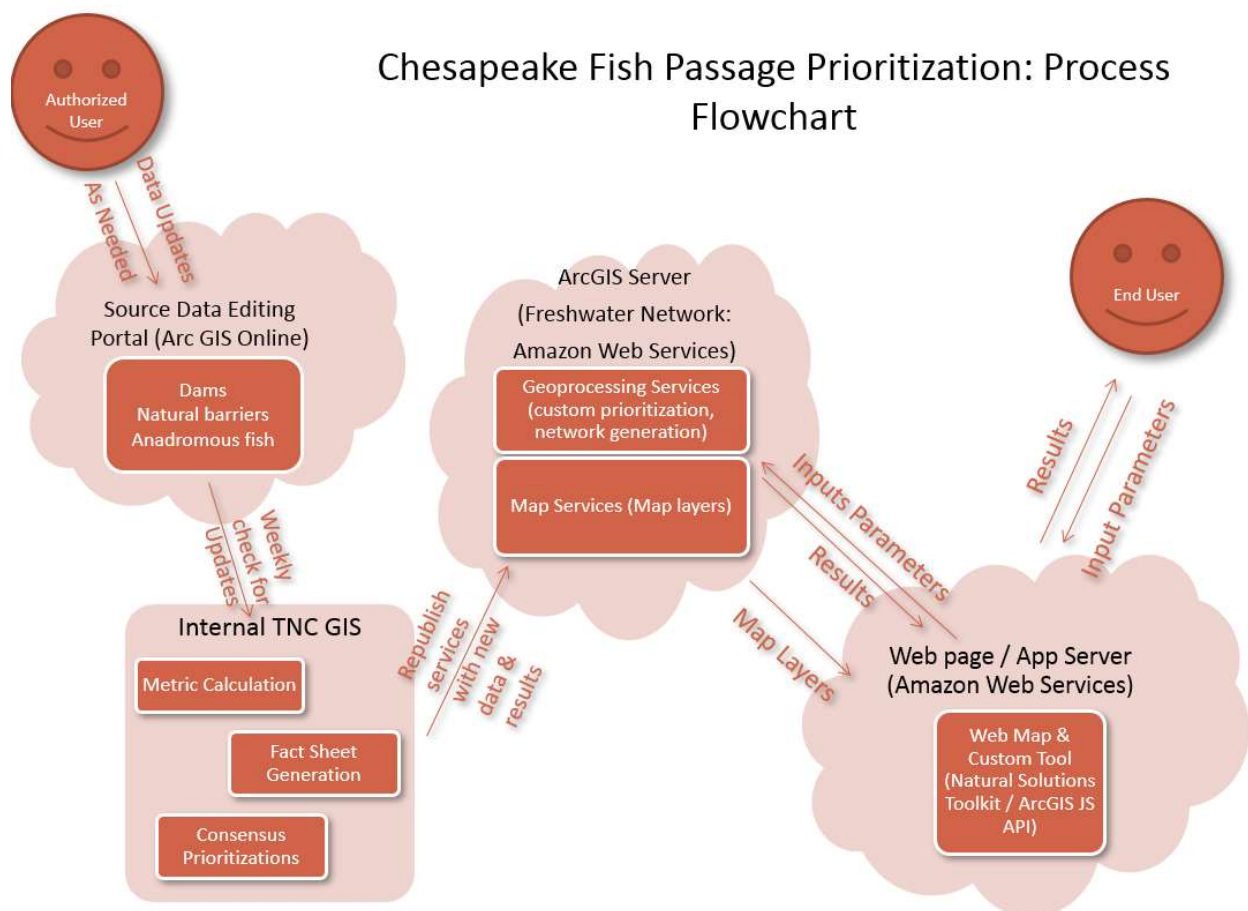 Chesapeake Fish Passage Prioritization: Process
Flowchart
Authorized
User
Data Updates
As Needed
Source Data Editing
Portal (Arc GIS Online)
Dams
Natural barriers
Anadromous fish
Weekly
check for
Updates
Internal TNC GIS
Metric Calculation
Fact Sheet
Generation
Consensus
Prioritizations
Republish
services
with new
data &
results
ArcGIS Server
(Freshwater Network:
Amazon Web Services)
Geoprocessing Services
(custom prioritization,
network generation)
Map Services (Map layers)
Inputs Parameters
Results
Map Layers
End User
Results
Input Parameters
Web page / App Server
(Amazon Web Services)
Web Map &
Custom Tool
(Natural Solutions
Toolkit / ArcGIS JS
API)